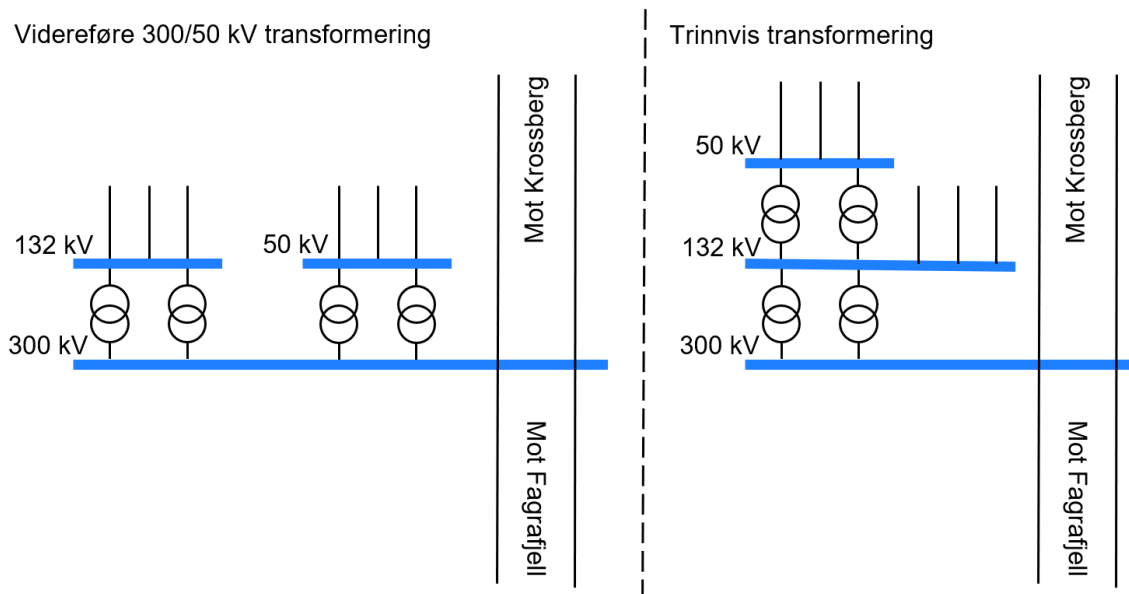 Videreføre 300/50 kV transformering
132 kV
50 kV
300 kV
Mot Krossberg
Mot Fagrafjell
Trinnvis transformering
50 kV
132 kV
300 kV
Mot Krossberg
Mot Fagrafjell